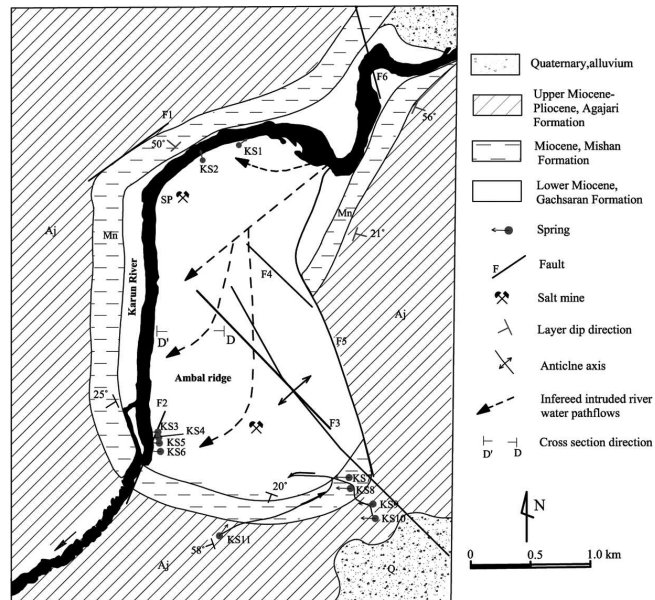 F1
F6
56°
50°
KS1
KS2
SP
Mn
21°
Aj
Mn
Karun River
F4
Aj
D'
D
F5
Ambal ridge
25°
F2
F3
KS3
KS4
KS5
KS6
20°
KS7
KS8
KS9
KS10
KS11
58°
Aj
Q
Quaternary,alluvium
Upper Miocene-
Pliocene, Agajari
Formation
Miocene, Mishan
Formation
Lower Miocene,
Gachsaran Formation
Spring
F
Fault
Salt mine
Layer dip direction
Anticlne axis
Infereed intruded river
water pathflows
D'
D
Cross section direction
N
0
0.5
1.0 km